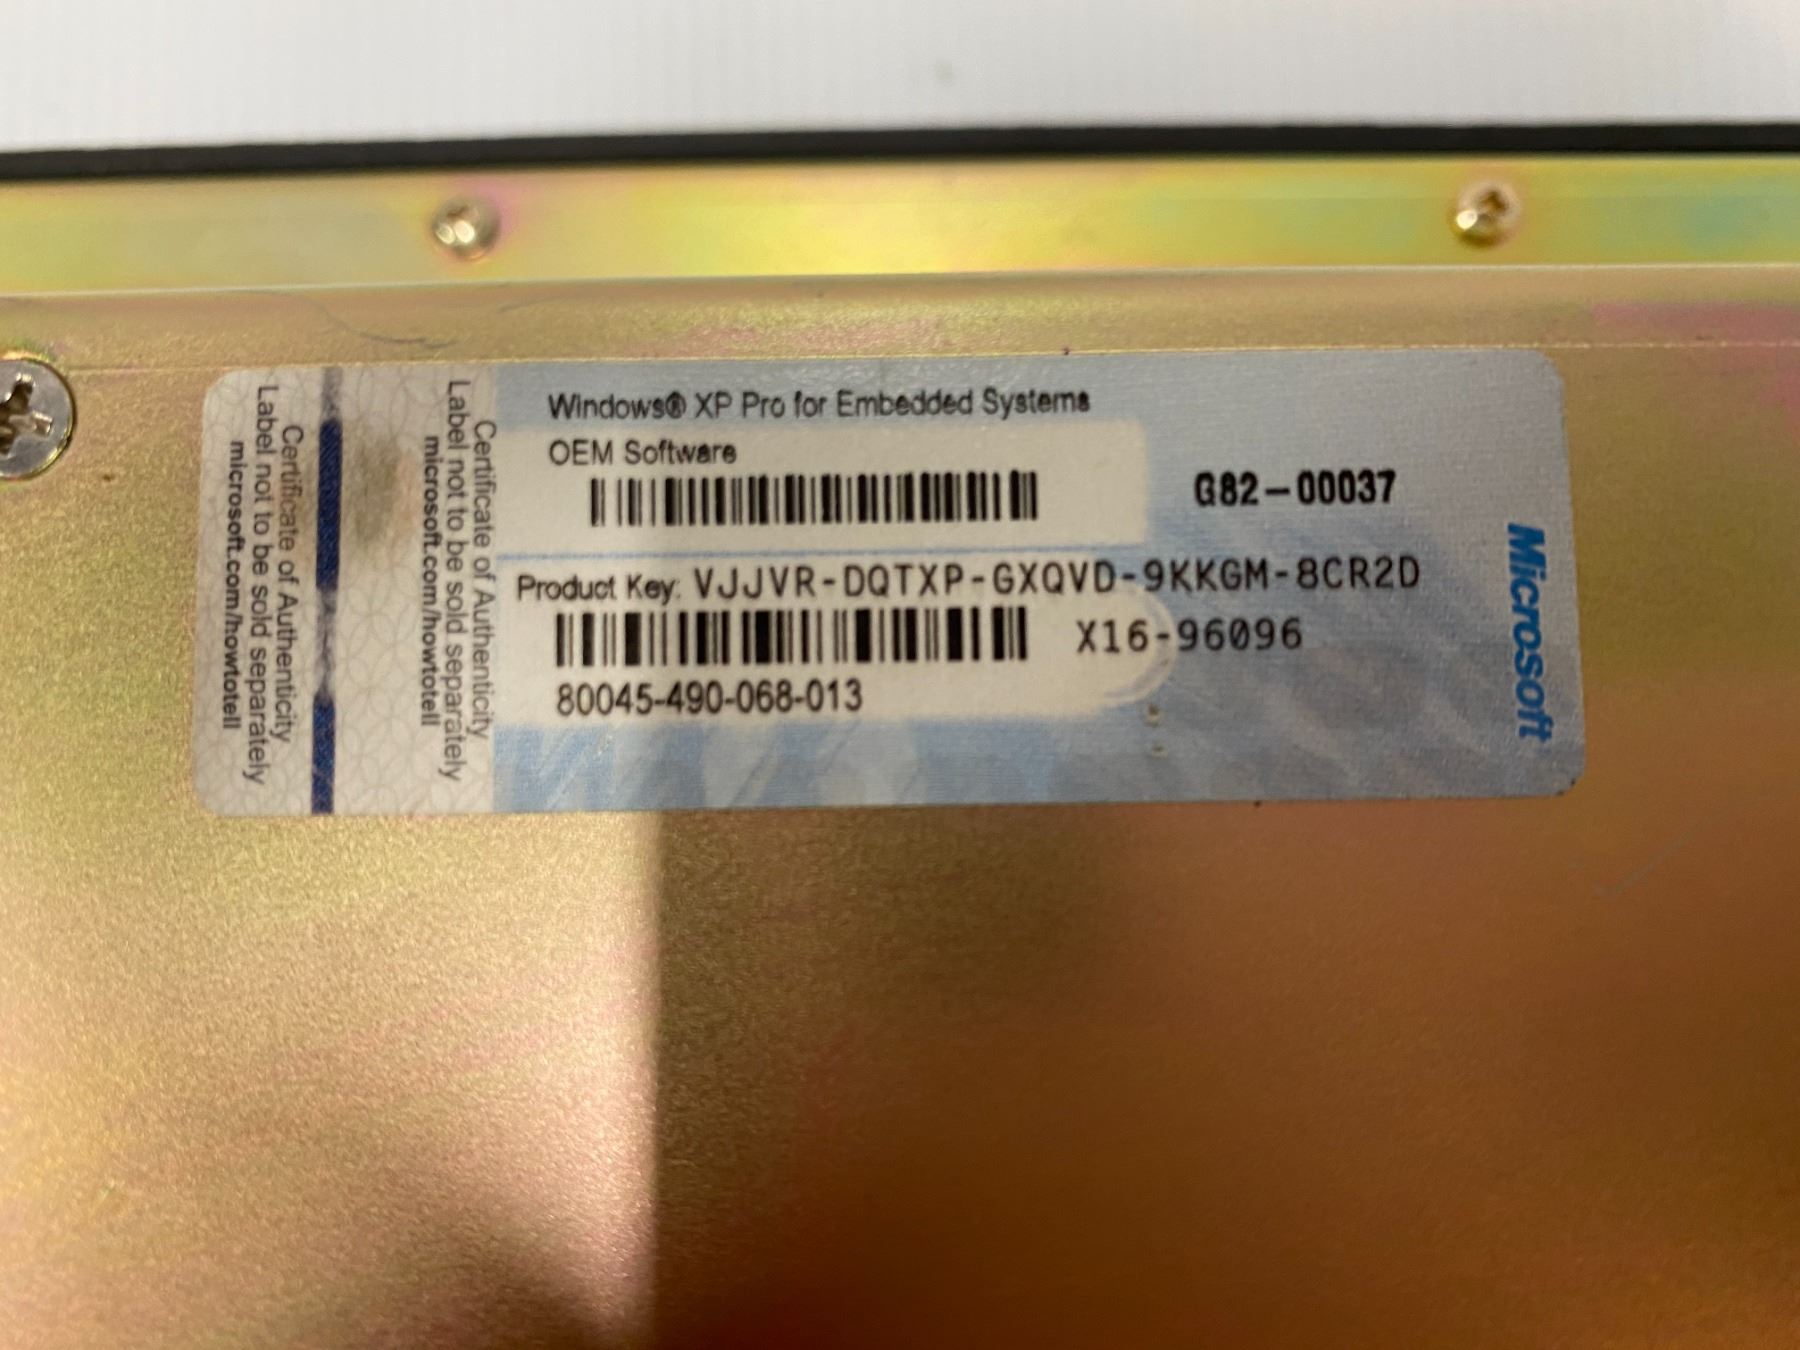 Certificate of Authenticity
Label not to be sold separately
microsoft.com/howtotell
Certificate of Authenticity
Label not to be sold separately
microsoft.com/howtotell
Windows® XP Pro for Embedded Systems
OEM Software
G82-00037
Product Key: VJJVR-DQTXP-GXQVD-9KKGM-8CR2D
X16-96096
80045-490-068-013
Microsoft